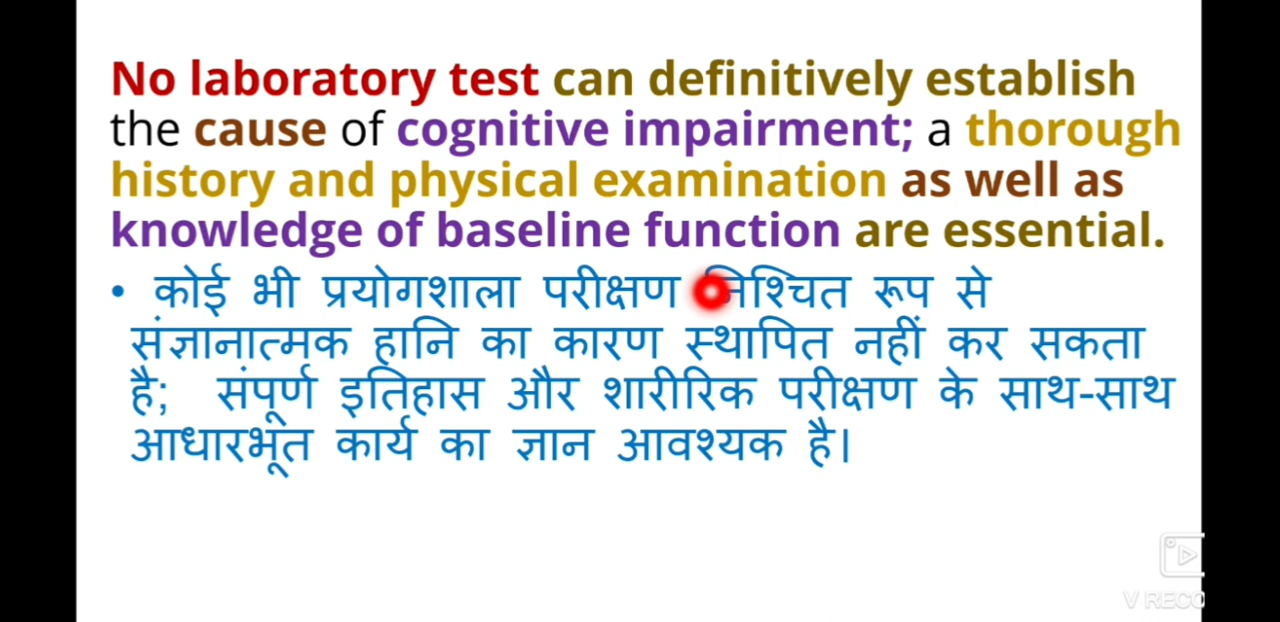 No laboratory test can definitively establish
the cause of cognitive impairment; a thorough
history and physical examination as well as
knowledge of baseline function are essential.
• कोई भी प्रयोगशाला परीक्षण निश्चित रूप से
संज्ञानात्मक हानि का कारण स्थापित नहीं कर सकता
है; संपूर्ण इतिहास और शारीरिक परीक्षण के साथ-साथ
आधारभूंत कार्य का ज्ञान आवश्यक है।
V RECO